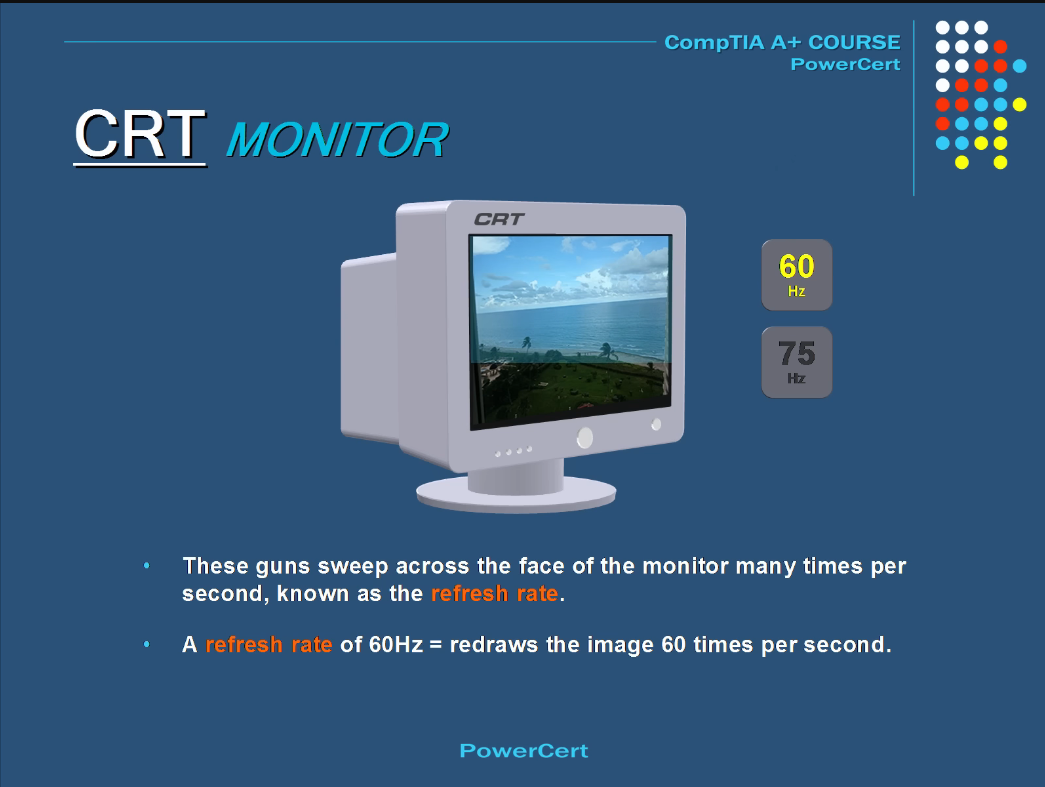 CompTIA A+ COURSE
PowerCert
CRT MONITOR
CRT
60
Hz
75
Hz
• These guns sweep across the face of the monitor many times per
second, known as the refresh rate.
• A refresh rate of 60Hz = redraws the image 60 times per second.
PowerCert